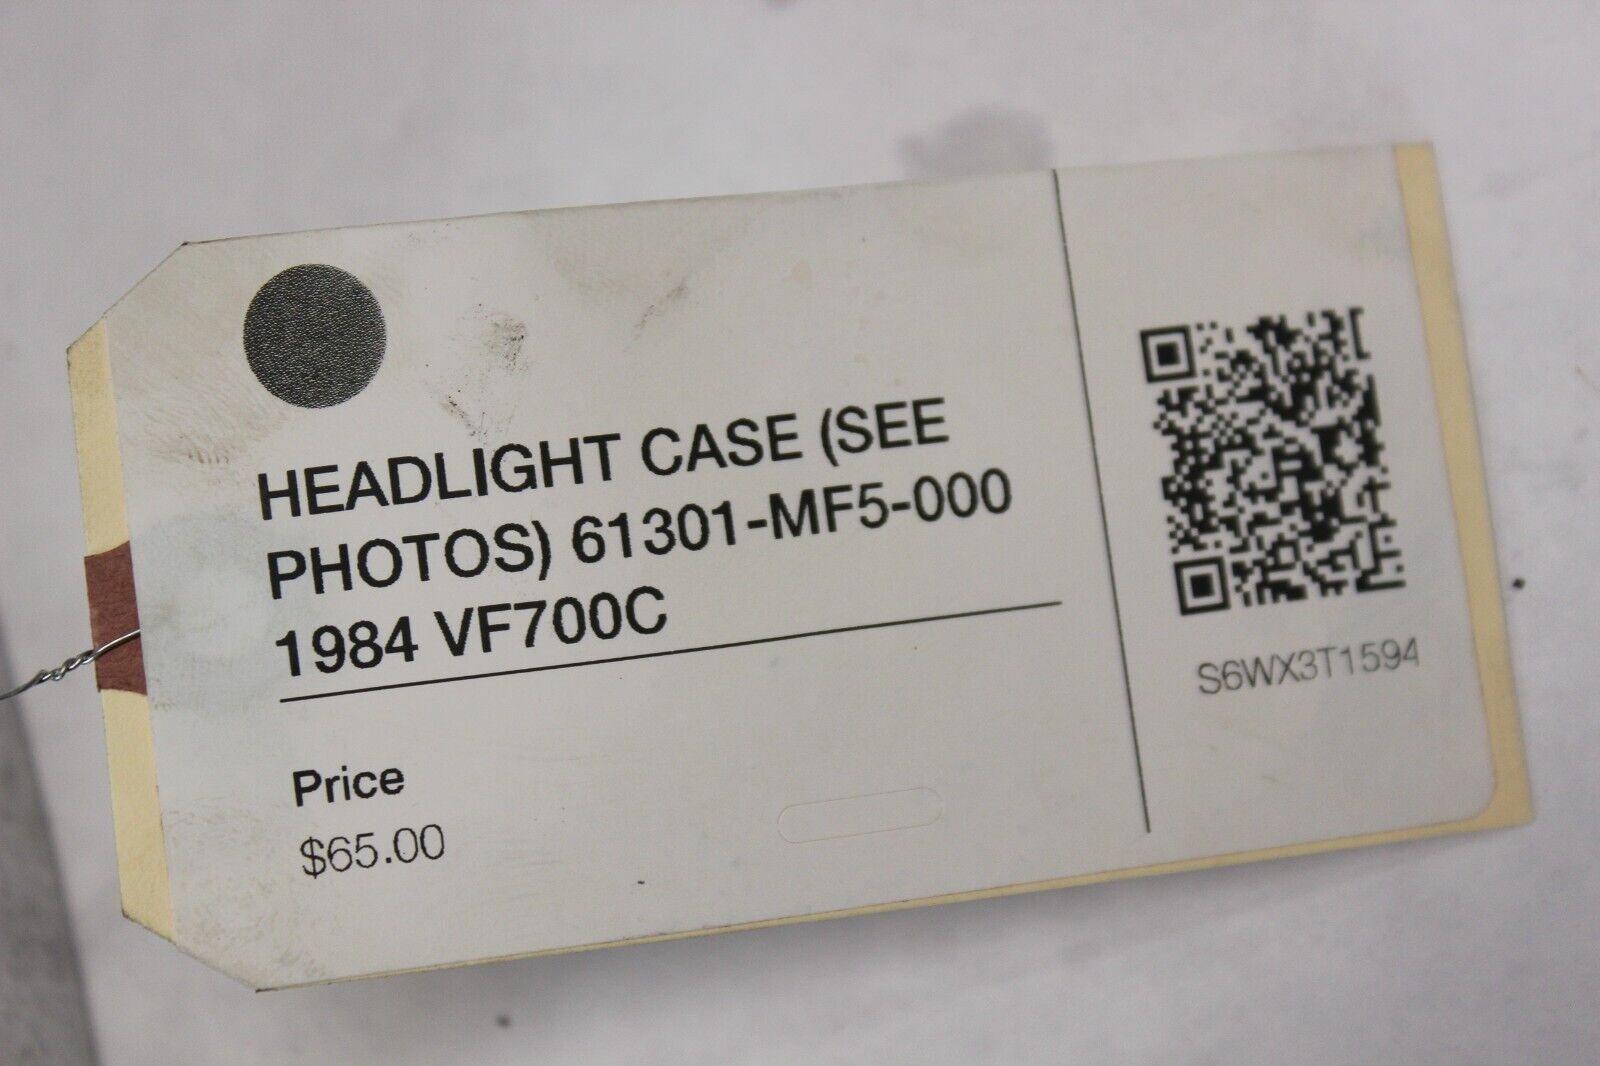 HEADLIGHT CASE (SEE
PHOTOS) 61301-MF5-000
1984 VF700C
Price
$65.00
S6WX3T1594